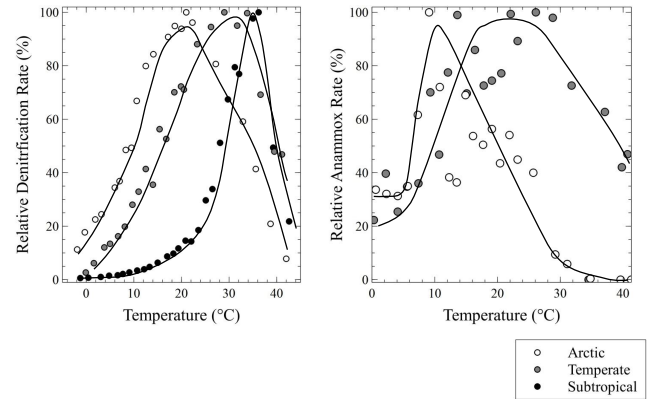 100
80
60
40
20
0
Relative Denitrfication Rate (%)
0 10 20 30 40
Temperature (°C)
100
80
60
40
20
0
Relative Anammox Rate (%)
0 10 20 30 40
Temperature (°C)
Arctic
Temperate
Subtropical